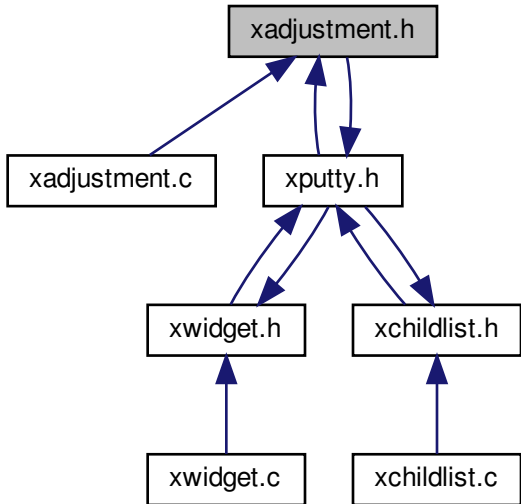 xadjustment.h
xadjustment.c
xputty.h
xwidget.h
xchildlist.h
xwidget.c
xchildlist.c